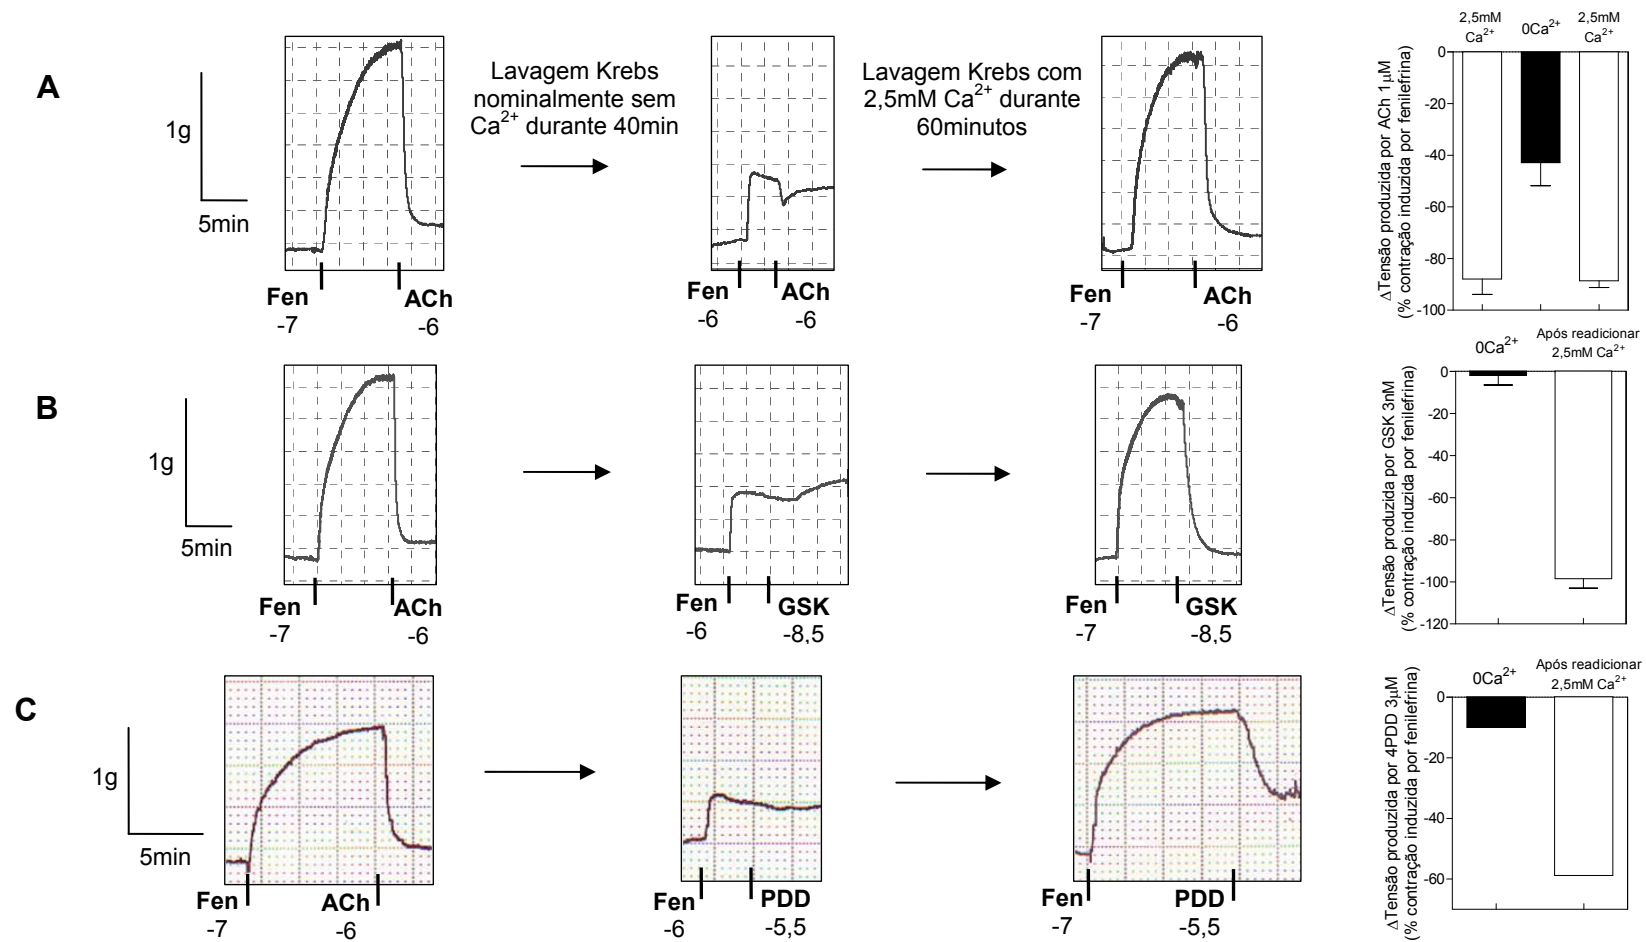 A
1g
5min
Fen
-7
ACh
-6
Lavagem Krebs
nominalmente sem
Ca2+ durante 40min
Fen
-6
ACh
-6
Lavagem Krebs com
2,5mM Ca2+ durante
60minutos
Fen
-7
ACh
-6
2,5mM
Ca2+
0Ca2+
2,5mM
Ca2+
0
-20
-40
-60
-80
-100
ΔTensão produzida por ACh 1μM
(% contração induzida por fenilefrina)
B
1g
5min
Fen
-7
ACh
-6
Fen
-6
GSK
-8,5
Fen
-7
GSK
-8,5
0Ca2+
Após readicionar
2,5mM Ca2+
0
-20
-40
-60
-80
-100
-120
ΔTensão produzida por GSK 3nM
(% contração induzida por fenilefrina)
C
1g
5min
Fen
-7
ACh
-6
Fen
-6
PDD
-5,5
Fen
-7
PDD
-5,5
0Ca2+
Após readicionar
2,5mM Ca2+
0
-20
-40
-60
ΔTensão produzida por 4PDD 3μM
(% contração induzida por fenilefrina)